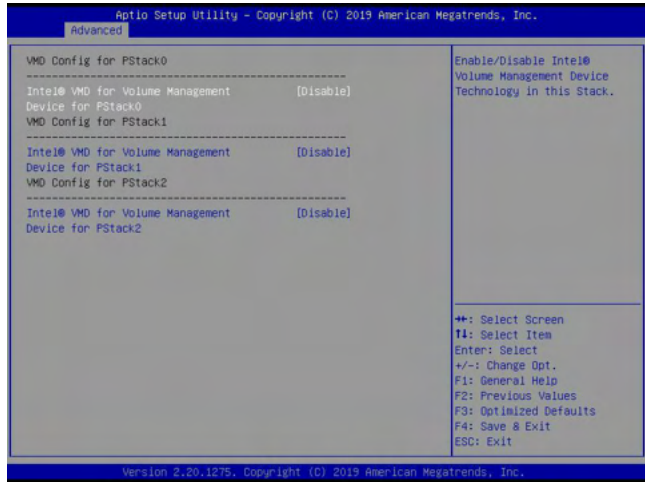 Aptio Setup Utility – Copyright (C) 2019 American Megatrends, Inc.
Advanced
VMD Config for PStack0
------------------------------------------------
Intel® VMD for Volume Management [Disable]
Device for PStack0
VMD Config for PStack1
------------------------------------------------
Intel® VMD for Volume Management [Disable]
Device for PStack1
VMD Config for PStack2
------------------------------------------------
Intel® VMD for Volume Management [Disable]
Device for PStack2
Enable/Disable Intel®
Volume Management Device
Technology in this Stack.
→←: Select Screen
↑↓: Select Item
Enter: Select
+/-: Change Opt.
F1: General Help
F2: Previous Values
F3: Optimized Defaults
F4: Save & Exit
ESC: Exit
Version 2.20.1275. Copyright (C) 2019 American Megatrends, Inc.